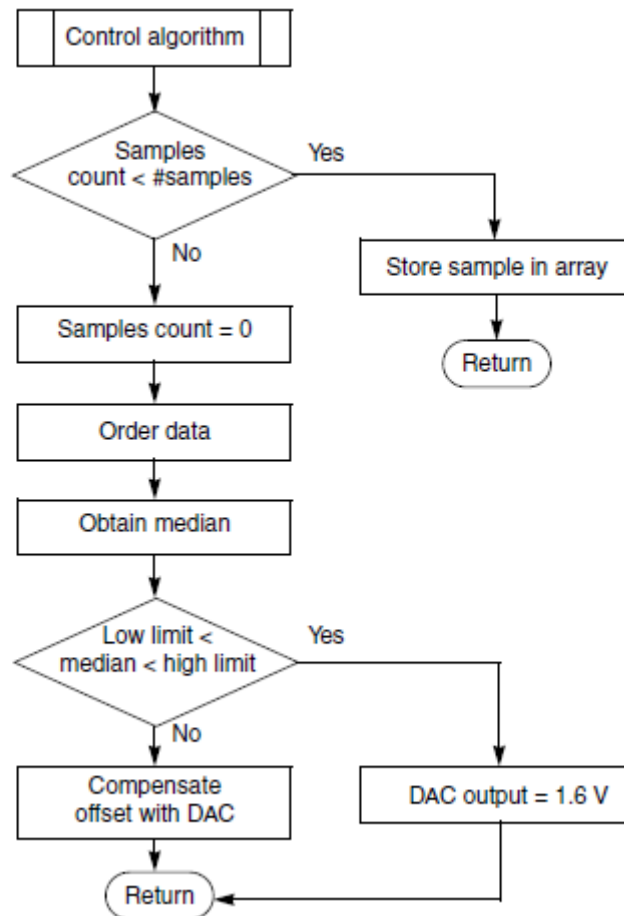 Control algorithm
Samples
count < #samples
Yes
No
Store sample in array
Return
Samples count = 0
Order data
Obtain median
Low limit <
median < high limit
Yes
No
Compensate
offset with DAC
DAC output = 1.6 V
Return